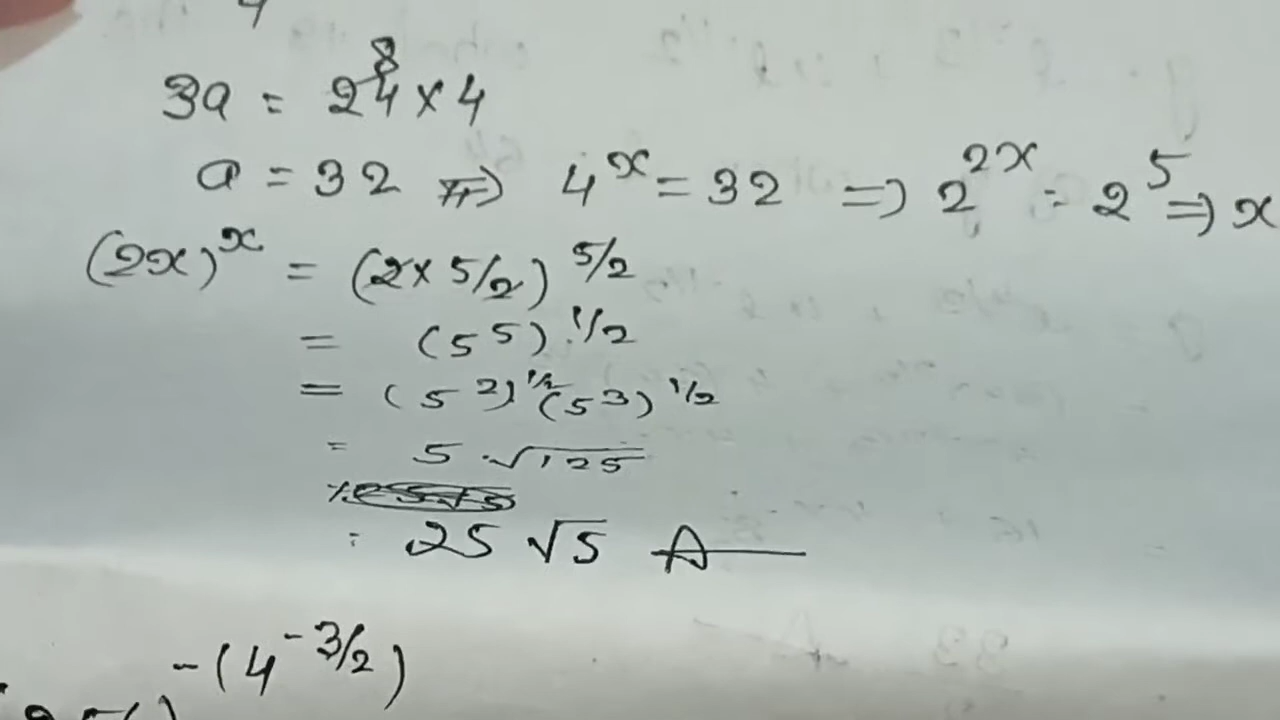 3a = 24^8 × 4
a = 32 ⇒ 4^x = 32 ⇒ 2^2x = 2^5 ⇒ x
(2x)^x = (2 × 5/2)^5/2
= (5^5)^1/2
= (5^2)^1/2 (5^3)^1/2
= 5 · √125
= 25 √5 A
-(4^-3/2)